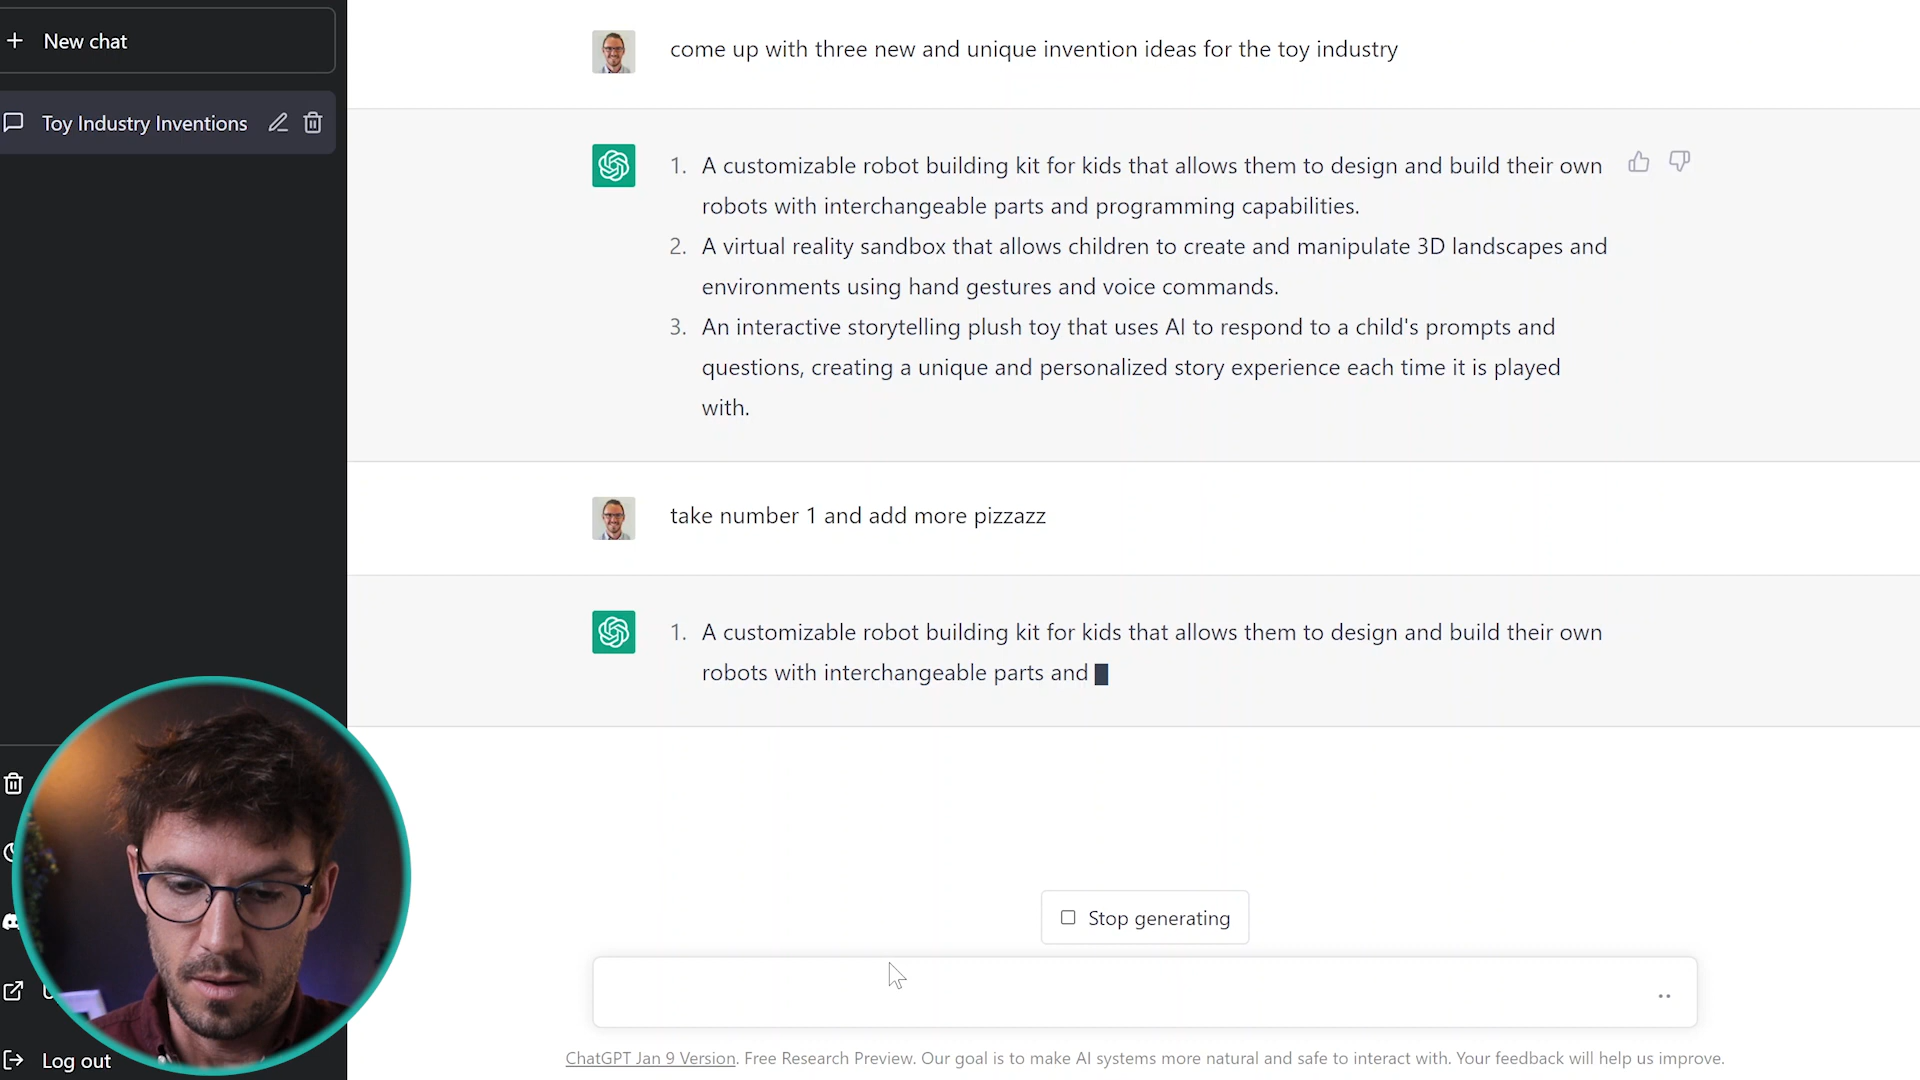 New chat
Toy Industry Inventions
come up with three new and unique invention ideas for the toy industry
1. A customizable robot building kit for kids that allows them to design and build their own
robots with interchangeable parts and programming capabilities.
2. A virtual reality sandbox that allows children to create and manipulate 3D landscapes and
environments using hand gestures and voice commands.
3. An interactive storytelling plush toy that uses AI to respond to a child's prompts and
questions, creating a unique and personalized story experience each time it is played
with.
take number 1 and add more pizzazz
1. A customizable robot building kit for kids that allows them to design and build their own
robots with interchangeable parts and
Stop generating
Log out
ChatGPT Jan 9 Version. Free Research Preview. Our goal is to make AI systems more natural and safe to interact with. Your feedback will help us improve.